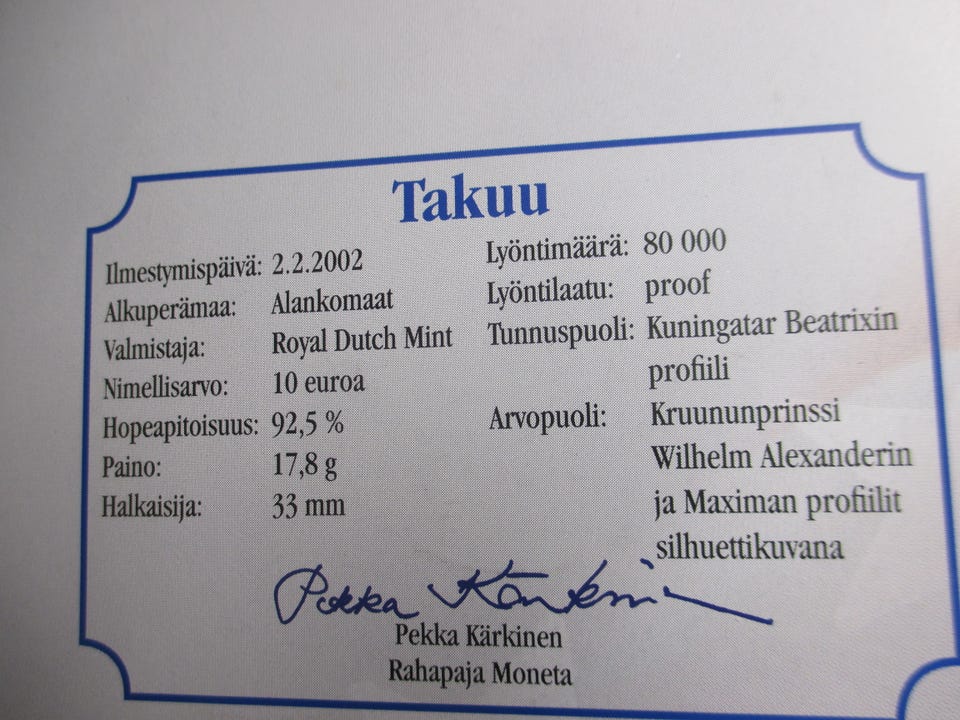 Takuu
Ilmestymispäivä: 2.2.2002
Alkuperämaa: Alankomaat
Valmistaja: Royal Dutch Mint
Nimellisarvo: 10 euroa
Hopeapitoisuus: 92,5 %
Paino: 17,8 g
Halkaisija: 33 mm
Lyöntimäärä: 80 000
Lyöntilaatu: proof
Tunnuspuoli: Kuningatar Beatrixin
profiili
Arvopuoli: Kruununprinssi
Wilhelm Alexanderin
ja Maximan profiilit
silhuettikuvana
Pekka Kärkinen
Pekka Kärkinen
Rahapaja Moneta